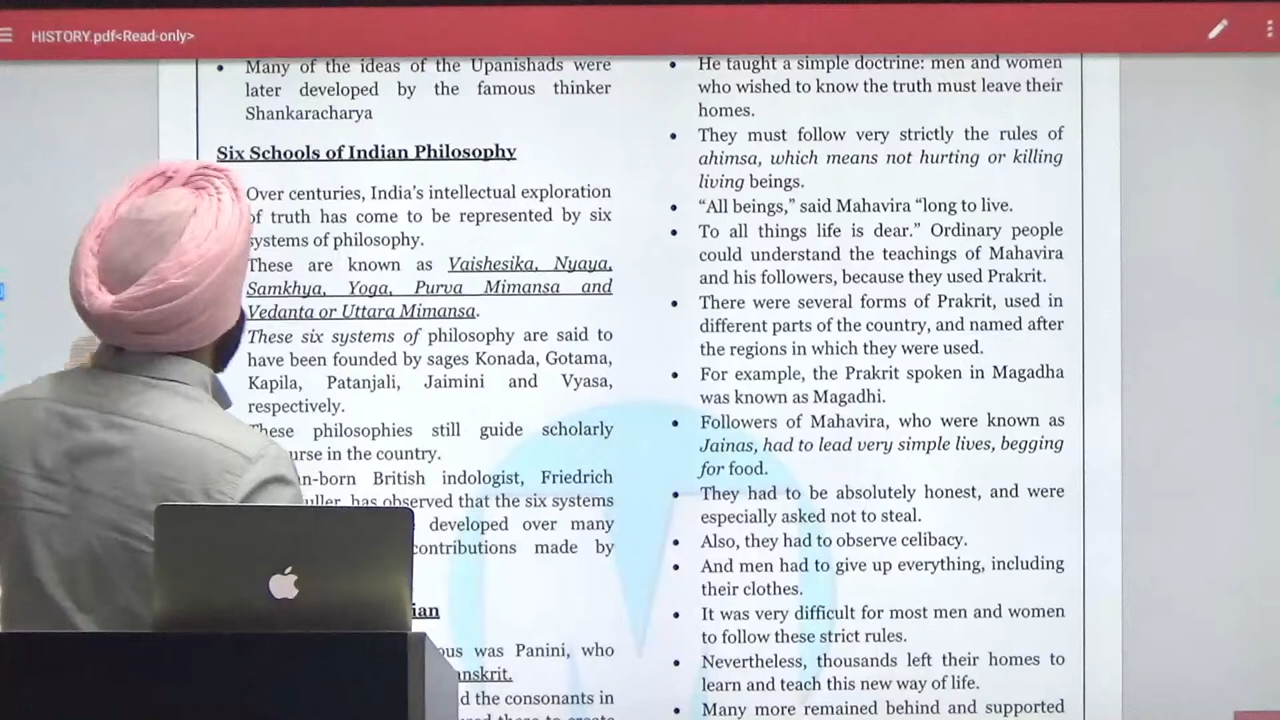 HISTORY.pdf<Read-only>
Many of the ideas of the Upanishads were
later developed by the famous thinker
Shankaracharya
Six Schools of Indian Philosophy
Over centuries, India's intellectual exploration
of truth has come to be represented by six
systems of philosophy.
These are known as Vaishesika, Nyaya,
Samkhya, Yoga, Purva Mimansa and
Vedanta or Uttara Mimansa.
These six systems of philosophy are said to
have been founded by sages Konada, Gotama,
Kapila, Patanjali, Jaimini and Vyasa,
respectively.
These philosophies still guide scholarly
urse in the country.
n-born British indologist, Friedrich
uller, has observed that the six systems
developed over many
contributions made by
ian
ous was Panini, who
nskrit.
d the consonants in
He taught a simple doctrine: men and women
who wished to know the truth must leave their
homes.
They must follow very strictly the rules of
ahimsa, which means not hurting or killing
living beings.
“All beings,” said Mahavira “long to live.
To all things life is dear.” Ordinary people
could understand the teachings of Mahavira
and his followers, because they used Prakrit.
There were several forms of Prakrit, used in
different parts of the country, and named after
the regions in which they were used.
For example, the Prakrit spoken in Magadha
was known as Magadhi.
Followers of Mahavira, who were known as
Jainas, had to lead very simple lives, begging
for food.
They had to be absolutely honest, and were
especially asked not to steal.
Also, they had to observe celibacy.
And men had to give up everything, including
their clothes.
It was very difficult for most men and women
to follow these strict rules.
Nevertheless, thousands left their homes to
learn and teach this new way of life.
Many more remained behind and supported